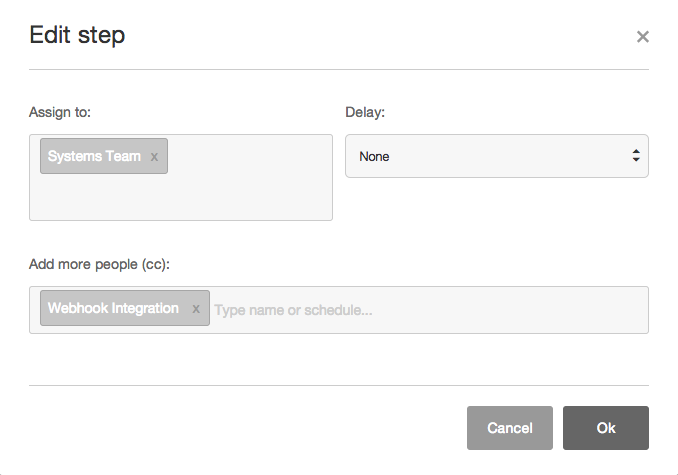 Edit step
×
Assign to:
Delay:
Systems Team x
None
Add more people (cc):
Webhook Integration x Type name or schedule...
Cancel
Ok